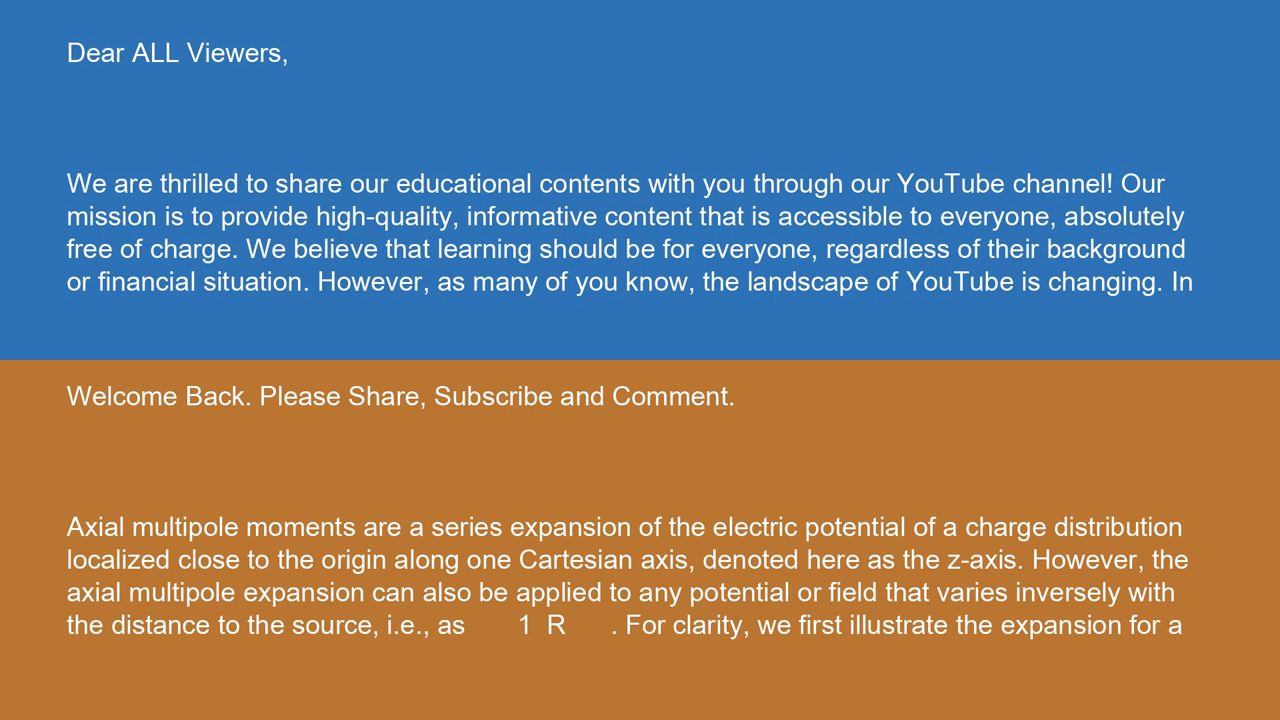 Dear ALL Viewers,
We are thrilled to share our educational contents with you through our YouTube channel! Our
mission is to provide high-quality, informative content that is accessible to everyone, absolutely
free of charge. We believe that learning should be for everyone, regardless of their background
or financial situation. However, as many of you know, the landscape of YouTube is changing. In
Welcome Back. Please Share, Subscribe and Comment.
Axial multipole moments are a series expansion of the electric potential of a charge distribution
localized close to the origin along one Cartesian axis, denoted here as the z-axis. However, the
axial multipole expansion can also be applied to any potential or field that varies inversely with
the distance to the source, i.e., as 1 R . For clarity, we first illustrate the expansion for a